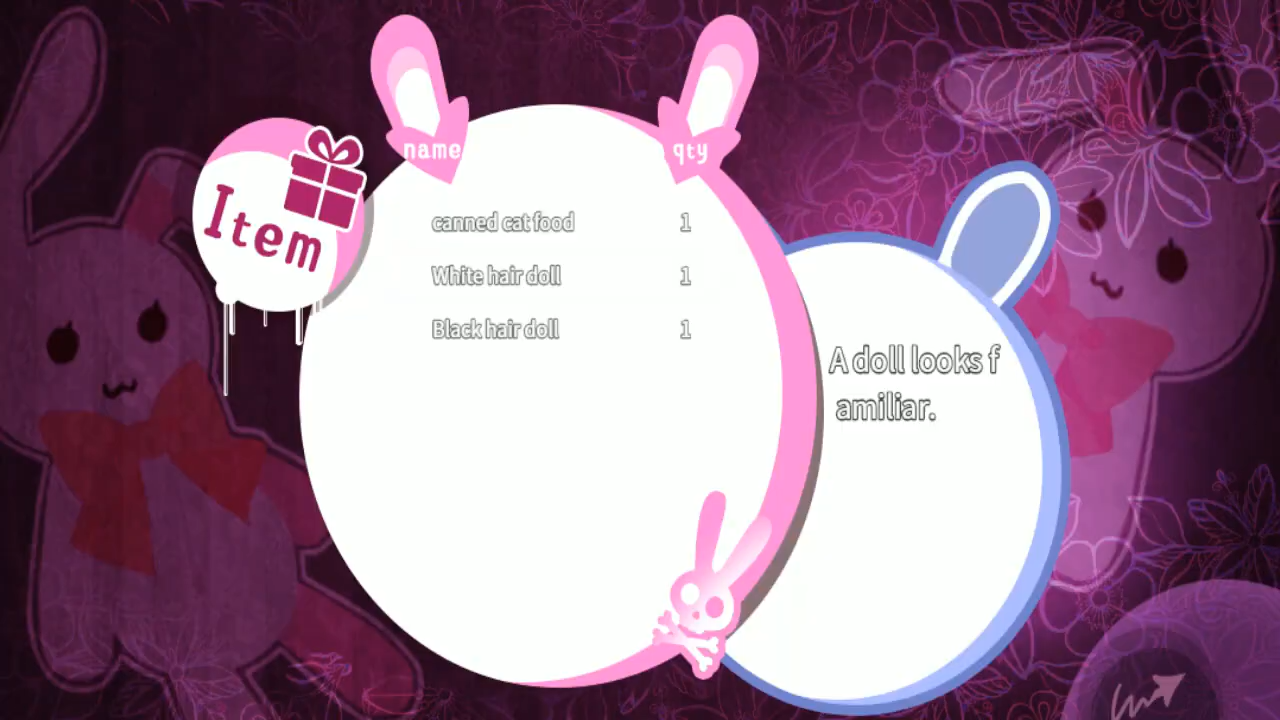 name qty
Item
canned cat food 1
White hair doll 1
Black hair doll 1
A doll looks f
amiliar.